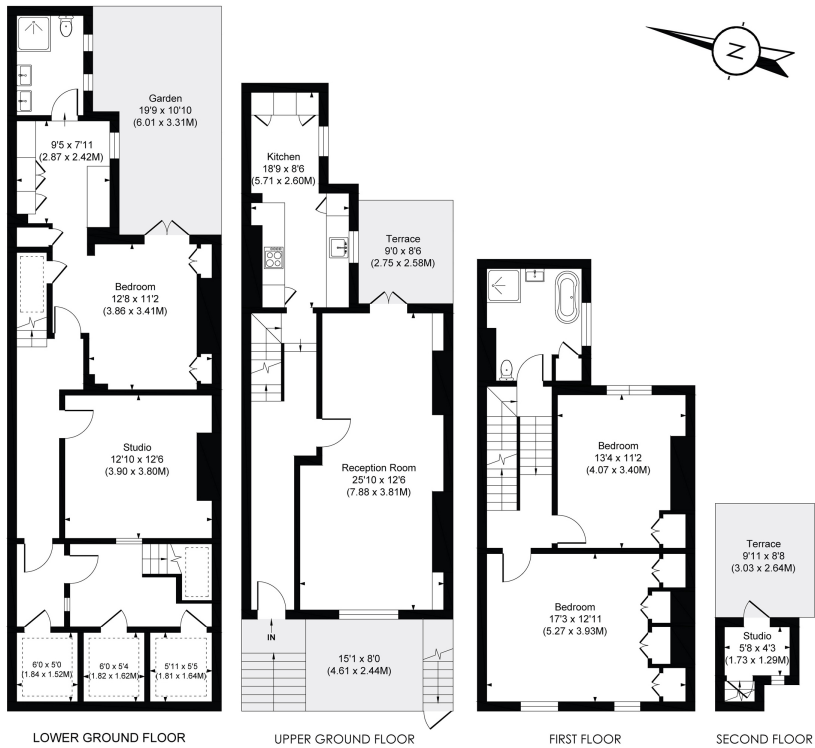 Garden
19'9 x 10'10
(6.01 x 3.31M)
9'5 x 7'11
(2.87 x 2.42M)
Bedroom
12'8 x 11'2
(3.86 x 3.41M)
Studio
12'10 x 12'6
(3.90 x 3.80M)
6'0 x 5'0
(1.84 x 1.52M)
6'0 x 5'4
(1.82 x 1.62M)
5'11 x 5'5
(1.81 x 1.64M)
LOWER GROUND FLOOR
Kitchen
18'9 x 8'6
(5.71 x 2.60M)
Terrace
9'0 x 8'6
(2.75 x 2.58M)
Reception Room
25'10 x 12'6
(7.88 x 3.81M)
IN
15'1 x 8'0
(4.61 x 2.44M)
UPPER GROUND FLOOR
N
Bedroom
13'4 x 11'2
(4.07 x 3.40M)
Bedroom
17'3 x 12'11
(5.27 x 3.93M)
FIRST FLOOR
Terrace
9'11 x 8'8
(3.03 x 2.64M)
Studio
5'8 x 4'3
(1.73 x 1.29M)
SECOND FLOOR